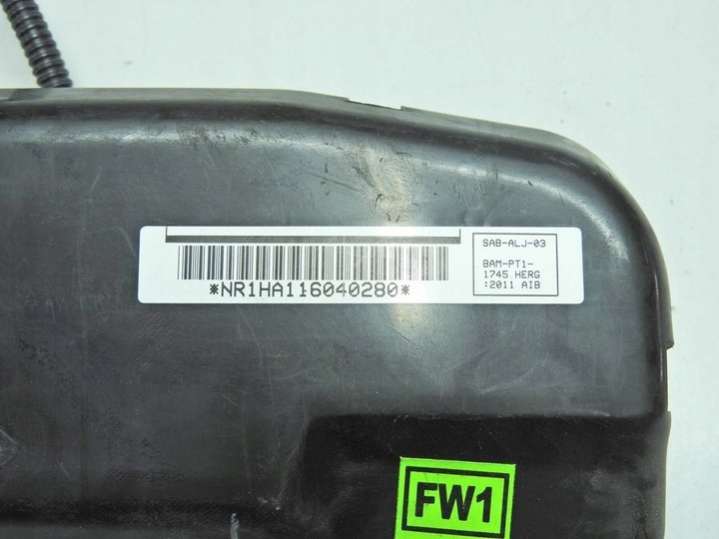 SAB-ALJ-03
BAM-PT1-
1745 HERG
:2011 AIB
*NR1HA116040280*
FW1